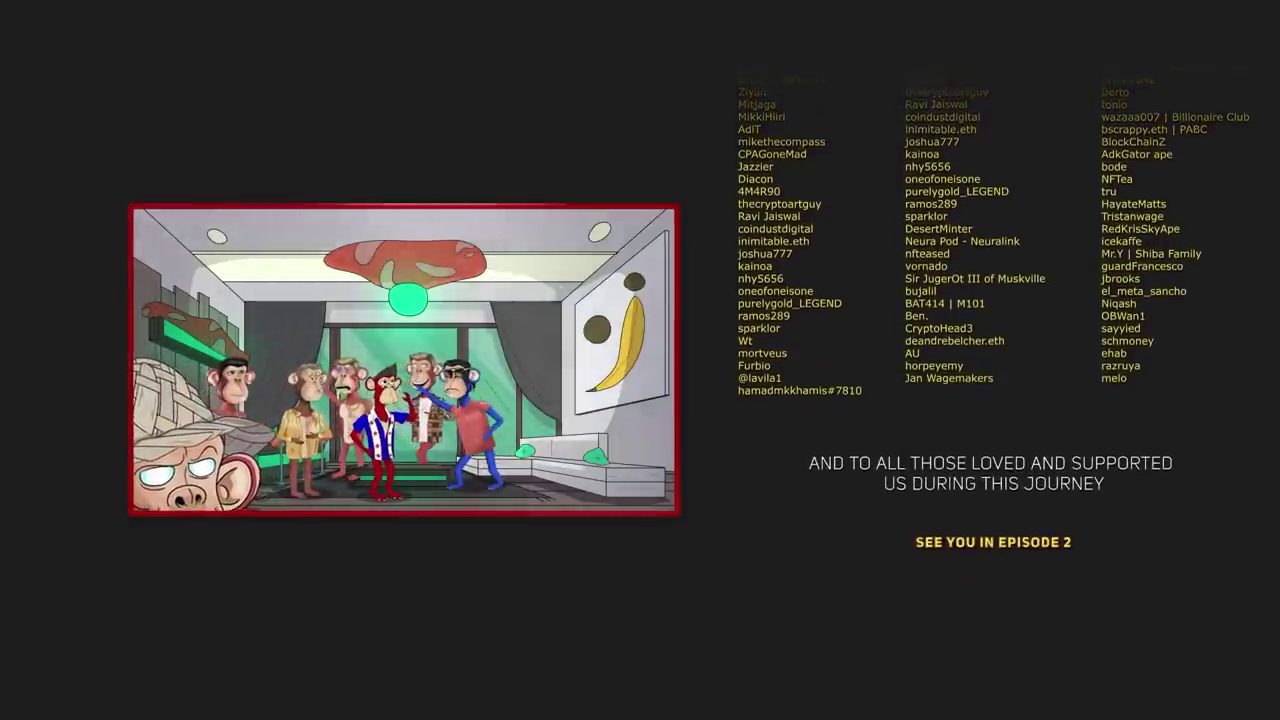 Ziyah
Mitjaga
MikkiHiiri
AdiT
mikethecompass
CPAGoneMad
Jazzier
Diacon
4M4R90
thecryptoartguy
Ravi Jaiswal
coindustdigital
inimitable.eth
joshua777
kainoa
nhy5656
oneofoneisone
purelygold_LEGEND
ramos289
sparklor
Wt
mortveus
Furbio
@lavila1
hamadmkkhamis#7810
thecryptoartguy
Ravi Jaiswal
coindustdigital
inimitable.eth
joshua777
kainoa
nhy5656
oneofoneisone
purelygold_LEGEND
ramos289
sparklor
DesertMinter
Neura Pod - Neuralink
nfteased
vornado
Sir JugerOt III of Muskville
bujalil
BAT414 | M101
Ben.
CryptoHead3
deandrebelcher.eth
AU
horpeyemy
Jan Wagemakers
Berto
tonio
wazaaa007 | Billionaire Club
bscrappy.eth | PABC
BlockChainZ
AdkGator ape
bode
NFTea
tru
HayateMatts
Tristanwage
RedKrisSkyApe
icekaffe
Mr.Y | Shiba Family
guardFrancesco
jbrooks
el_meta_sancho
Niqash
OBWan1
sayyied
schmoney
ehab
razruya
melo
AND TO ALL THOSE LOVED AND SUPPORTED
US DURING THIS JOURNEY
SEE YOU IN EPISODE 2